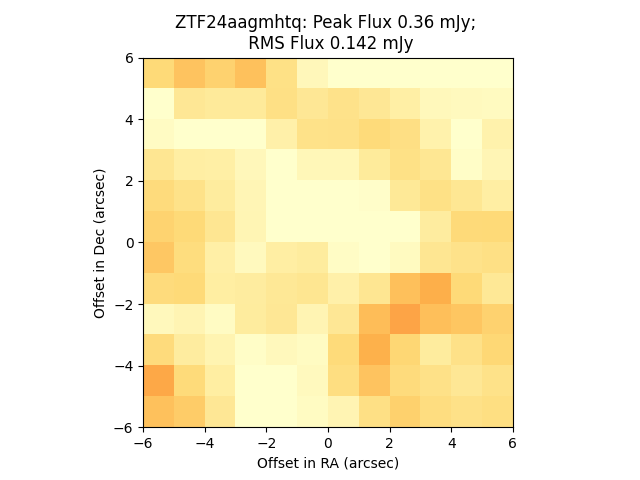 ZTF24aagmhtq: Peak Flux 0.36 mJy;
RMS Flux 0.142 mJy
6
4
2
0
−2
−4
−6
Offset in Dec (arcsec)
−6 −4 −2 0 2 4 6
Offset in RA (arcsec)